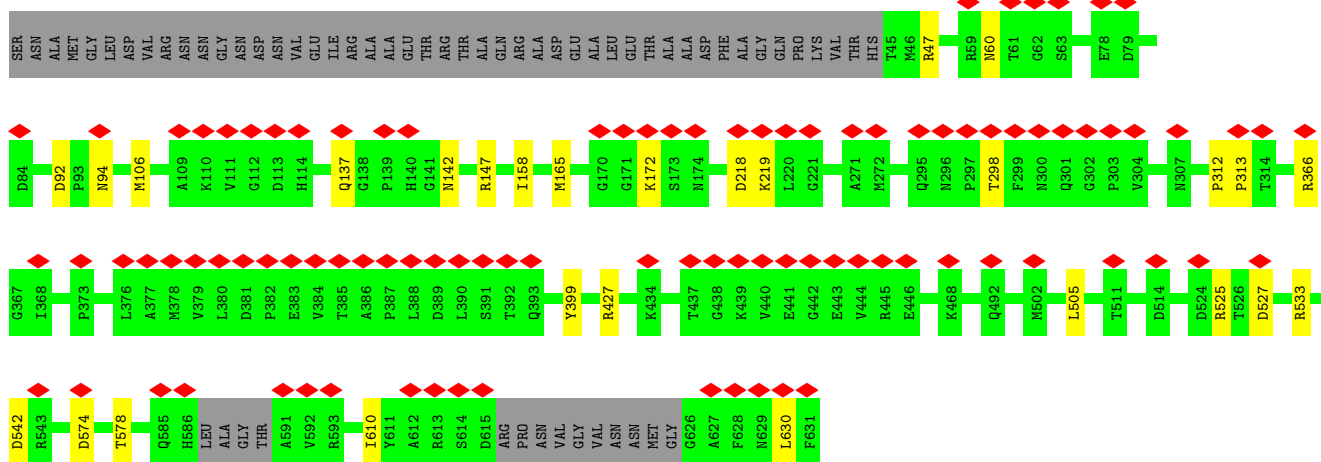 SER ASN ALA MET GLY LEU ASP VAL ARG ASN ASN GLY ASN ASP ASN VAL GLU ILE ARG ALA ALA GLU THR ARG THR ALA GLN ARG ALA ASP GLU ALA LEU GLU THR ALA ALA ASP PHE ALA GLY GLN PRO LYS VAL THR HIS T45 M46 R47 R59 N60 T61 G62 S63 E78 D79
D84 D92 P93 N94 M106 A109 K110 V111 G112 D113 H114 Q137 G138 P139 H140 G141 N142 R147 I158 M165 G170 G171 K172 S173 N174 D218 K219 L220 G221 A271 M272 Q295 N296 P297 T298 F299 N300 Q301 G302 P303 V304 N307 P312 P313 T314 R366
G367 I368 P373 L376 A377 M378 V379 L380 D381 P382 E383 V384 T385 A386 P387 L388 D389 L390 S391 T392 Q393 Y399 R427 K434 T437 G438 K439 V440 E441 G442 E443 V444 R445 E446 K468 Q492 M502 L505 T511 D514 D524 R525 T526 D527 R533
D542 R543 D574 T578 Q585 H586 LEU ALA GLY THR A591 V592 R593 I610 Y611 A612 R613 S614 D615 ARG PRO ASN VAL GLY VAL ASN ASN MET GLY G626 A627 F628 N629 L630 F631